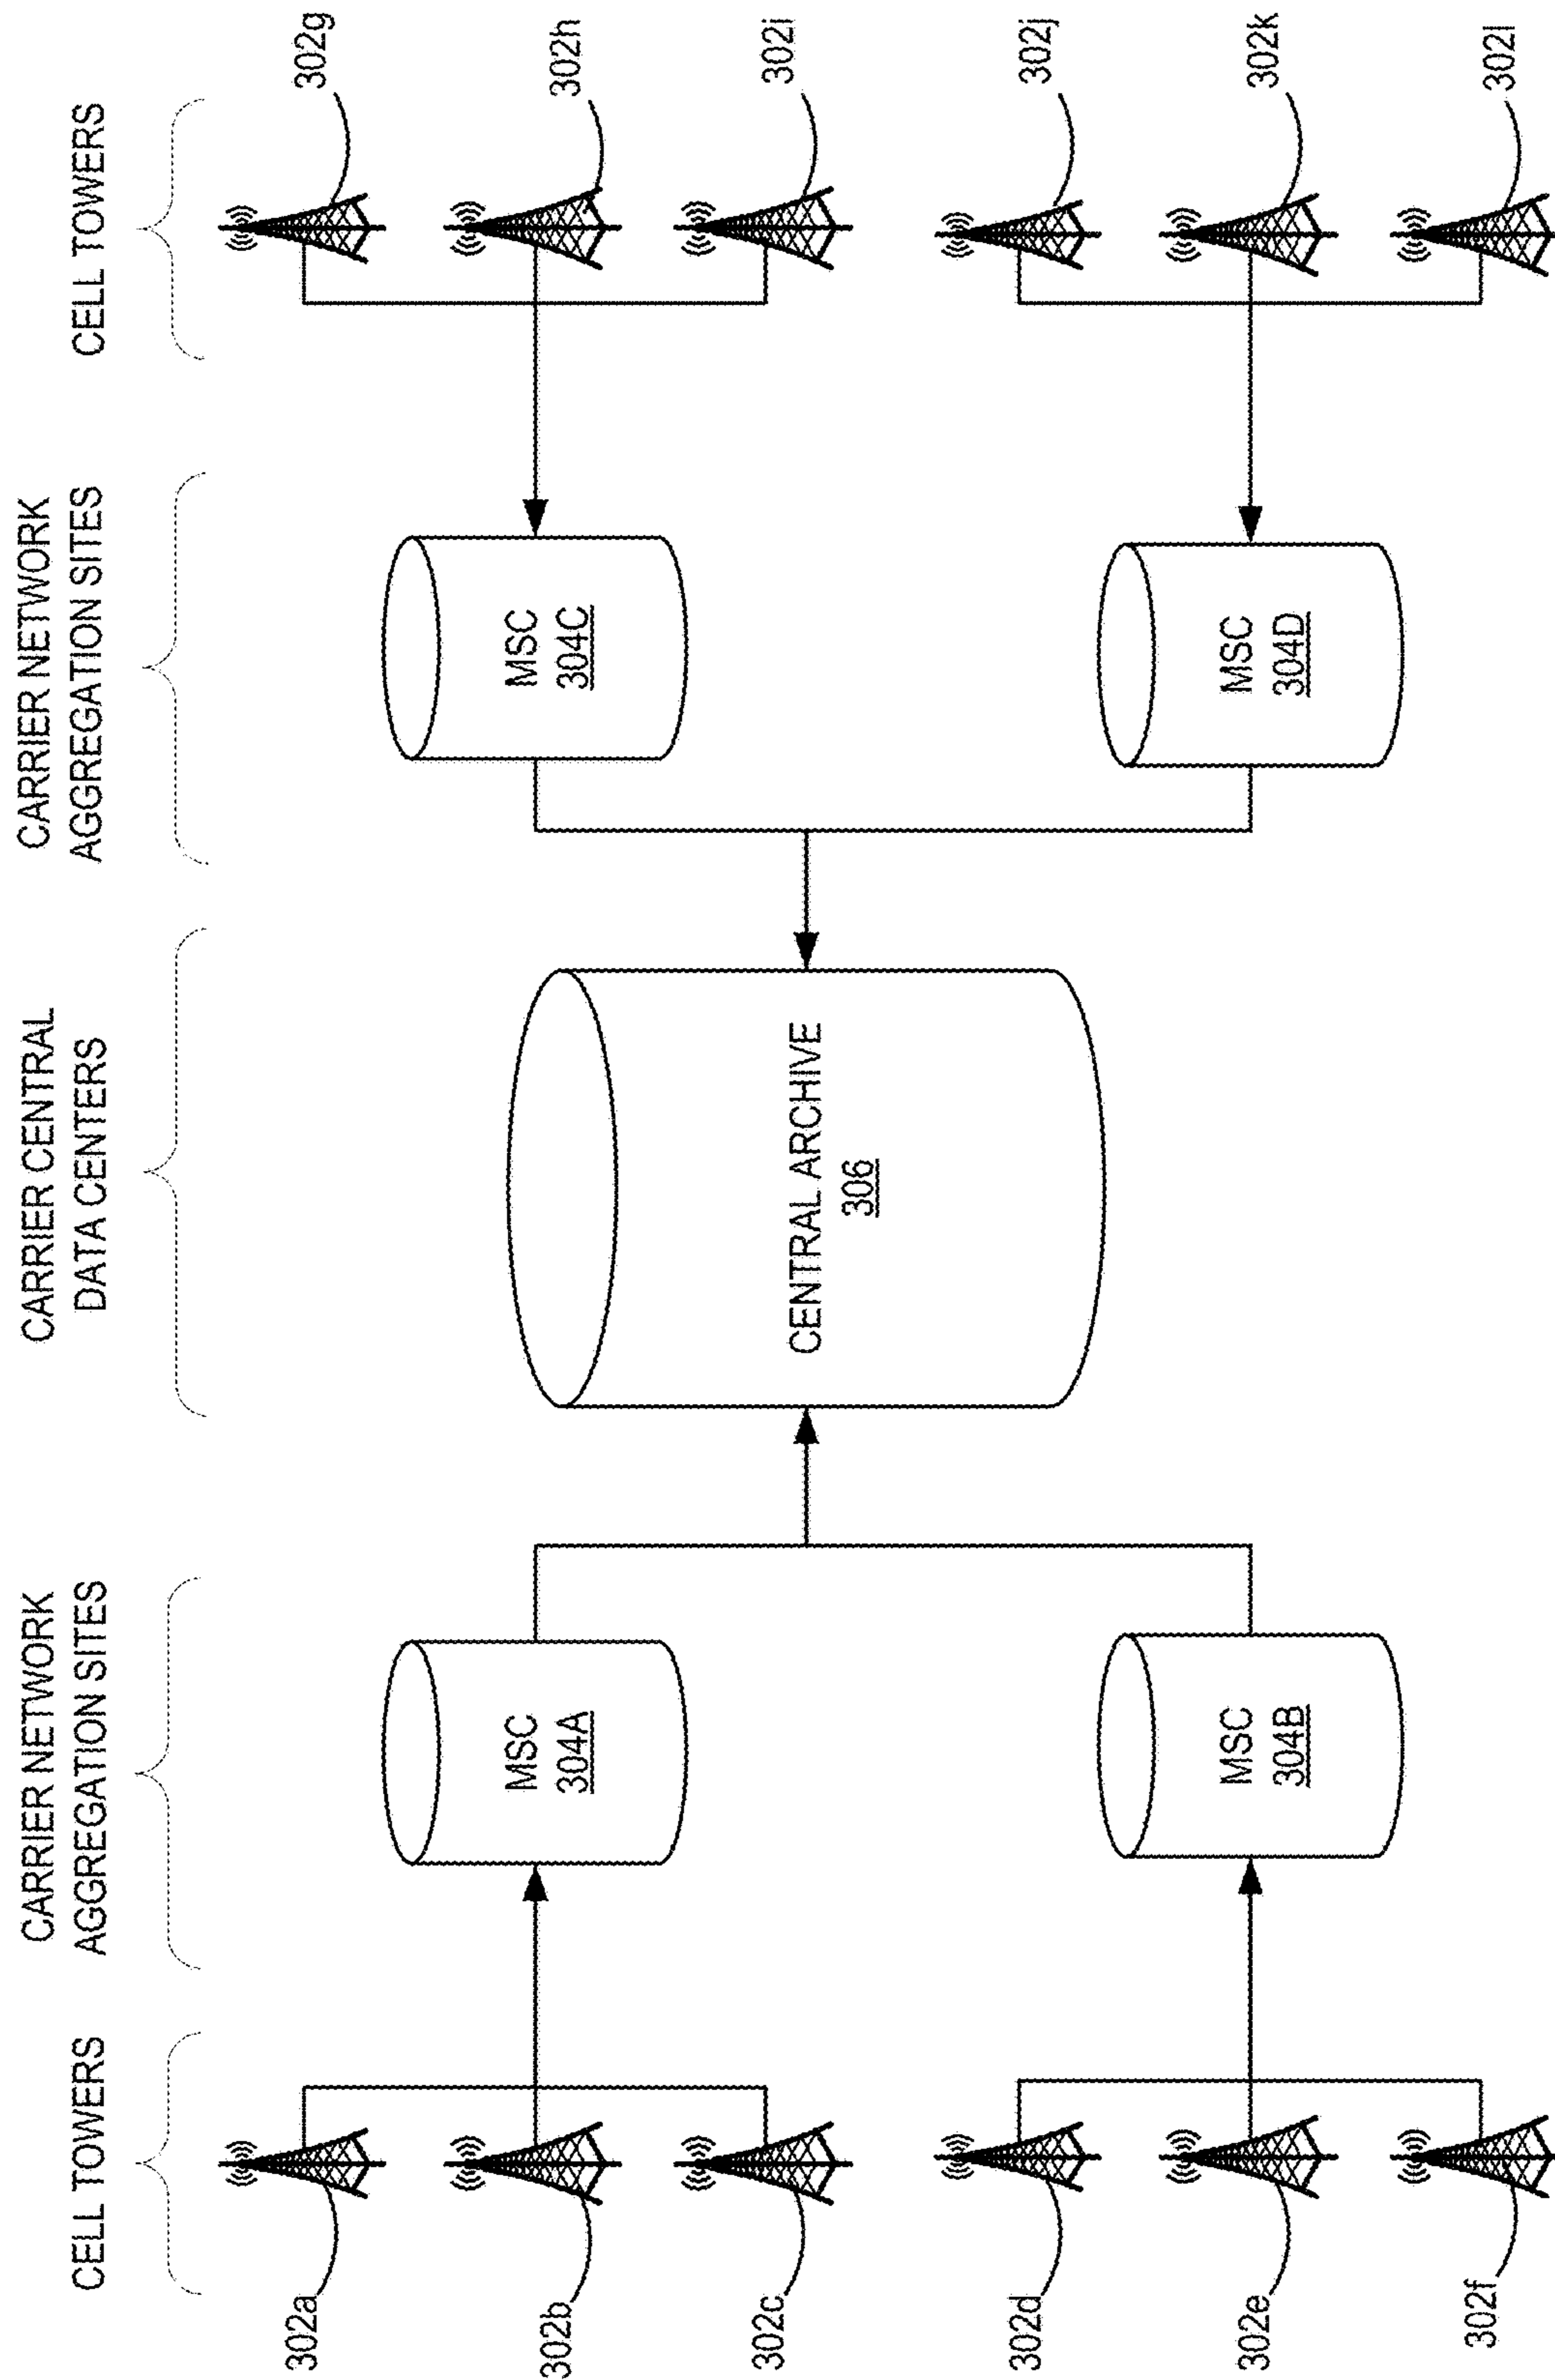 CELL TOWERS
CARRIER NETWORK
AGGREGATION SITES
CARRIER CENTRAL
DATA CENTERS
CARRIER NETWORK
AGGREGATION SITES
CELL TOWERS
302a
302b
302c
302d
302e
302f
MSC
304A
MSC
304B
CENTRAL ARCHIVE
306
MSC
304C
MSC
304D
302g
302h
302i
302j
302k
302l